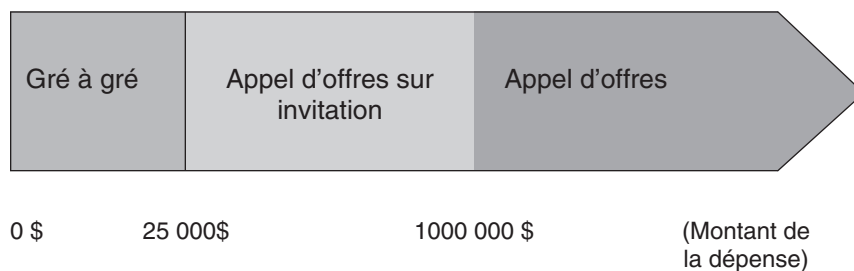 Gré à gré
Appel d’offres sur
invitation
Appel d’offres
0 $
25 000$
1000 000 $
(Montant de
la dépense)